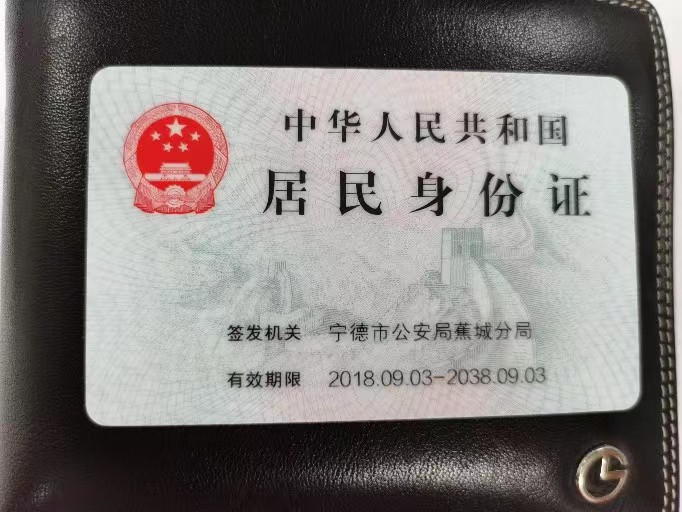 中华人民共和国
居民身份证
签发机关 宁德市公安局蕉城分局
有效期限 2018.09.03-2038.09.03